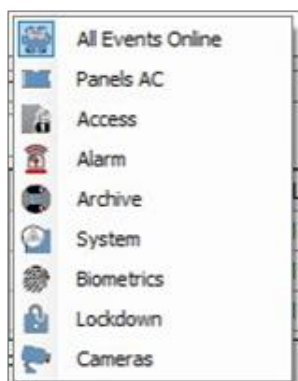 All Events Online
Panels AC
Access
Alarm
Archive
System
Biometrics
Lockdown
Cameras